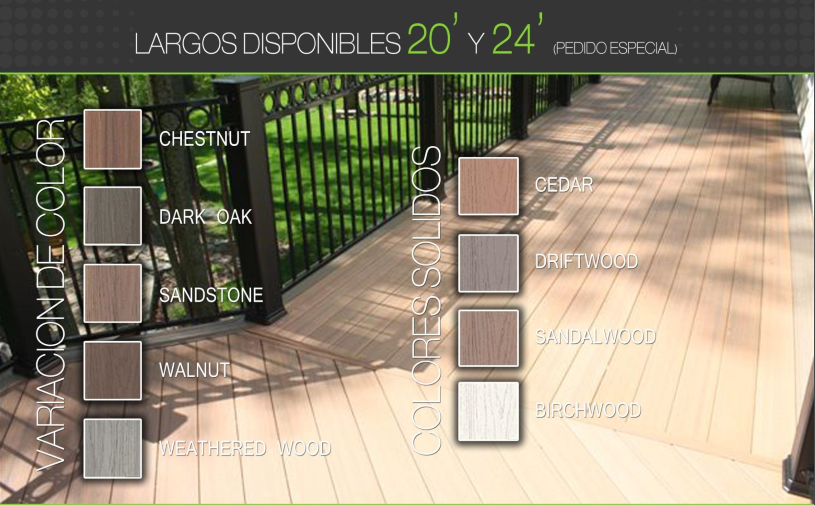 LARGOS DISPONIBLES 20' Y 24' (PEDIDO ESPECIAL)
VARIACION DE COLOR
CHESTNUT
DARK OAK
SANDSTONE
WALNUT
WEATHERED WOOD
COLORES SOLIDOS
CEDAR
DRIFTWOOD
SANDALWOOD
BIRCHWOOD